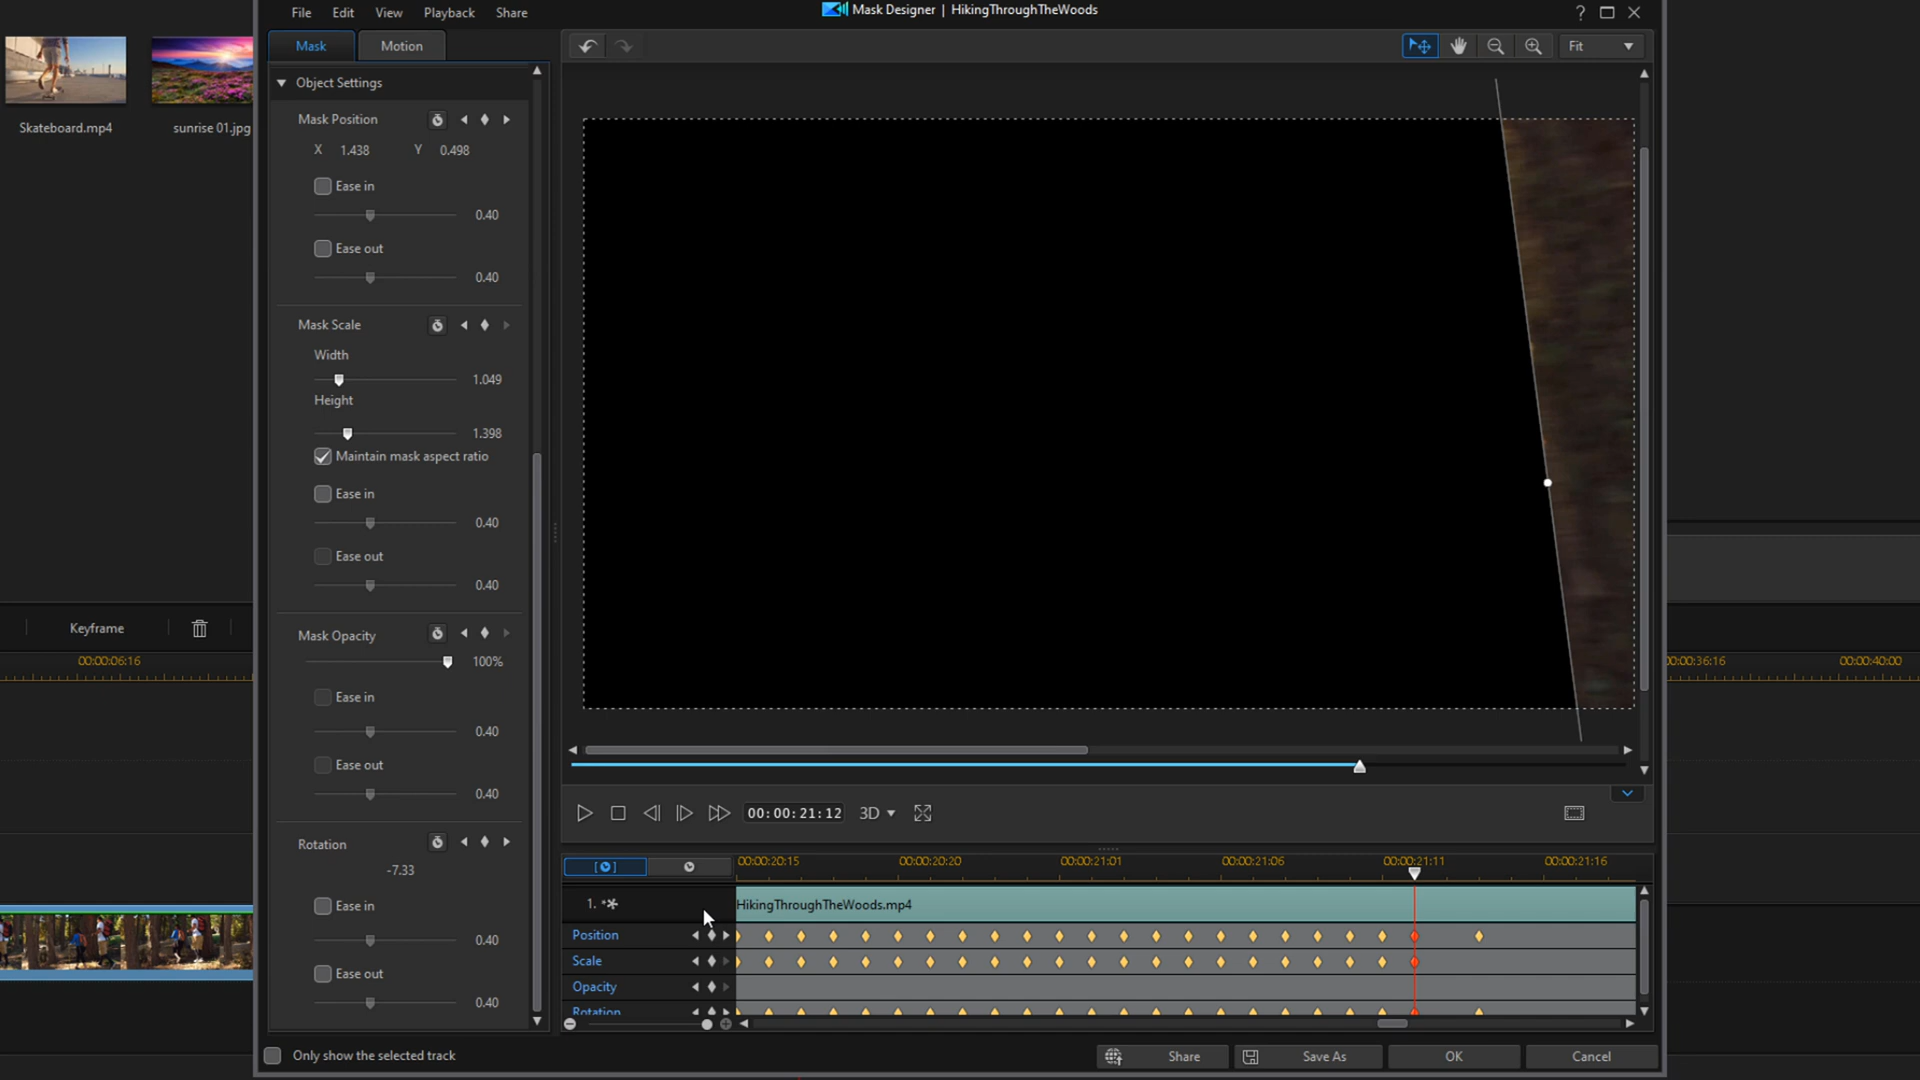 File Edit View Playback Share
Mask Designer | HikingThroughTheWoods
?
Mask Motion
Fit
Skateboard.mp4 sunrise 01.jpg
Object Settings
Mask Position
X 1.438 Y 0.498
Ease in
0.40
Ease out
0.40
Mask Scale
Width
1.049
Height
1.398
Maintain mask aspect ratio
Ease in
0.40
Ease out
0.40
Mask Opacity
100%
Ease in
0.40
Ease out
0.40
Rotation
-7.33
Ease in
0.40
Ease out
0.40
Only show the selected track
Keyframe
00:00:06:16
00:00:36:16 00:00:40:00
00:00:21:12 3D
00:00:20:15 00:00:20:20 00:00:21:01 00:00:21:06 00:00:21:11 00:00:21:16
1. HikingThroughTheWoods.mp4
Position
Scale
Opacity
Rotation
Share Save As OK Cancel